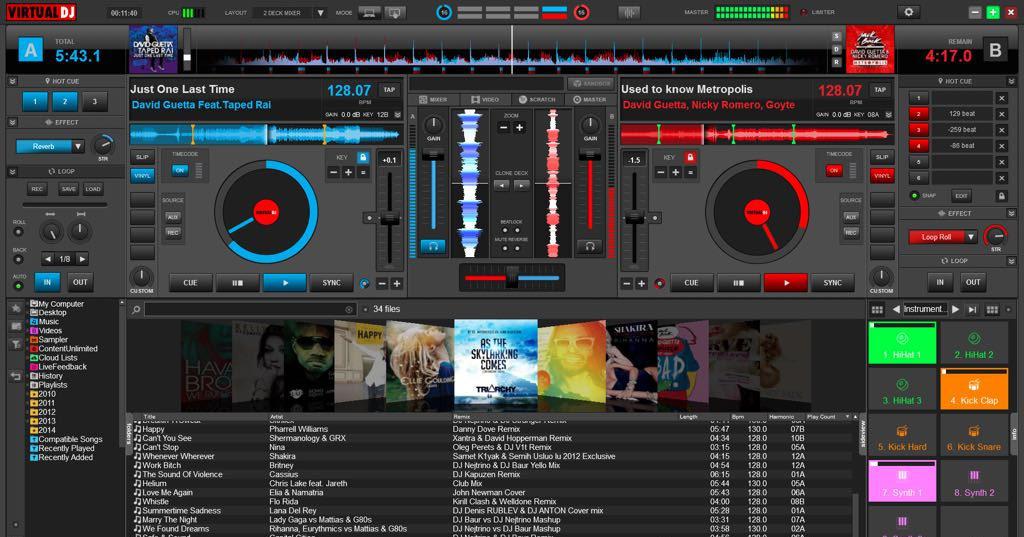 VIRTUAL DJ 00:11:40 CPU LAYOUT 2 DECK MIXER MODE 16 16 MASTER LIMITER
A TOTAL 5:43.1
DAVID GUETTA TAPED RAI
S
D
R
DAVID GUETTA
REMAIN 4:17.0 B
HOT CUE
1 2 3
EFFECT
Reverb STR
LOOP
REC SAVE LOAD
ROLL
BACK 1/8
AUTO IN OUT
Just One Last Time 128.07 TAP
David Guetta Feat.Taped Rai BPM
GAIN 0.0 dB KEY 12B
SLIP TIMECODE ON KEY +0.1
VINYL
SOURCE
AUX
REC
CUSTOM CUE SYNC
SANDBOX
MIXER VIDEO SCRATCH MASTER
A GAIN ZOOM GAIN B
CLONE DECK
BEATLOCK
MUTE REVERSE
Used to know Metropolis 128.07 TAP
David Guetta, Nicky Romero, Goyte BPM
GAIN 0.0 dB KEY 08A
-1.5 KEY TIMECODE ON SLIP
VINYL
SOURCE
AUX
REC
CUE SYNC CUSTOM
HOT CUE
1
2 129 beat
3 -259 beat
4 -86 beat
5
6
SNAP EDIT
EFFECT
Loop Roll STR
LOOP
IN OUT
My Computer
Desktop
Music
Videos
Sampler
ContentUnlimited
Cloud Lists
LiveFeedback
History
Playlists
2010
2011
2012
2013
2014
Compatible Songs
Recently Played
Recently Added
34 files
HAPPY
ELLIE GOULDING
AS THE SKYLARKING COMES
TRIARCHY
SHAKIRA
RIHANNA
folders
Title Artist Remix Length Bpm Harmonic Play Count
Happy Pharrell Williams Danny Dove Remix 05:47 130.0 07B
Can't You See Shermanology & GRX Xantra & David Hopperman Remix 04:34 128.0 10B
Can't Stop Nina Oleg Perets & DJ V1t Remix 03:15 128.0 05A
Whenever Wherever Shakira Samet K1yak & Semih Usluo lu 2012 Exclusive 04:15 128.0 12A
Work Bitch Britney DJ Nejtrino & DJ Baur Yello Mix 04:54 128.0 12A
The Sound Of Violence Cassius DJ Kapuzen Remix 06:15 128.0 01A
Helium Chris Lake feat. Jareth Club Mix 05:44 130.0 05A
Love Me Again Elia & Namatria John Newman Cover 05:43 128.0 06A
Whistle Flo Rida Kirill Clash & Welldone Remix 04:00 128.0 08B
Summertime Sadness Lana Del Rey DJ Denis RUBLEV & DJ ANTON Cover mix 05:28 128.0 01A
Marry The Night Lady Gaga vs Mattias & G80s DJ Baur vs DJ Nejtrino Mashup 03:31 128.0 07A
We Found Dreams Rihanna, Eurythmics vs Mattias & G80s DJ Nejtrino & DJ Baur Mashup 03:58 130.0 02A
sideview
Instrument...
1. HiHat 1 2. HiHat 2
3. HiHat 3 4. Kick Clap
5. Kick Hard 6. Kick Snare
7. Synth 1 8. Synth 2
info